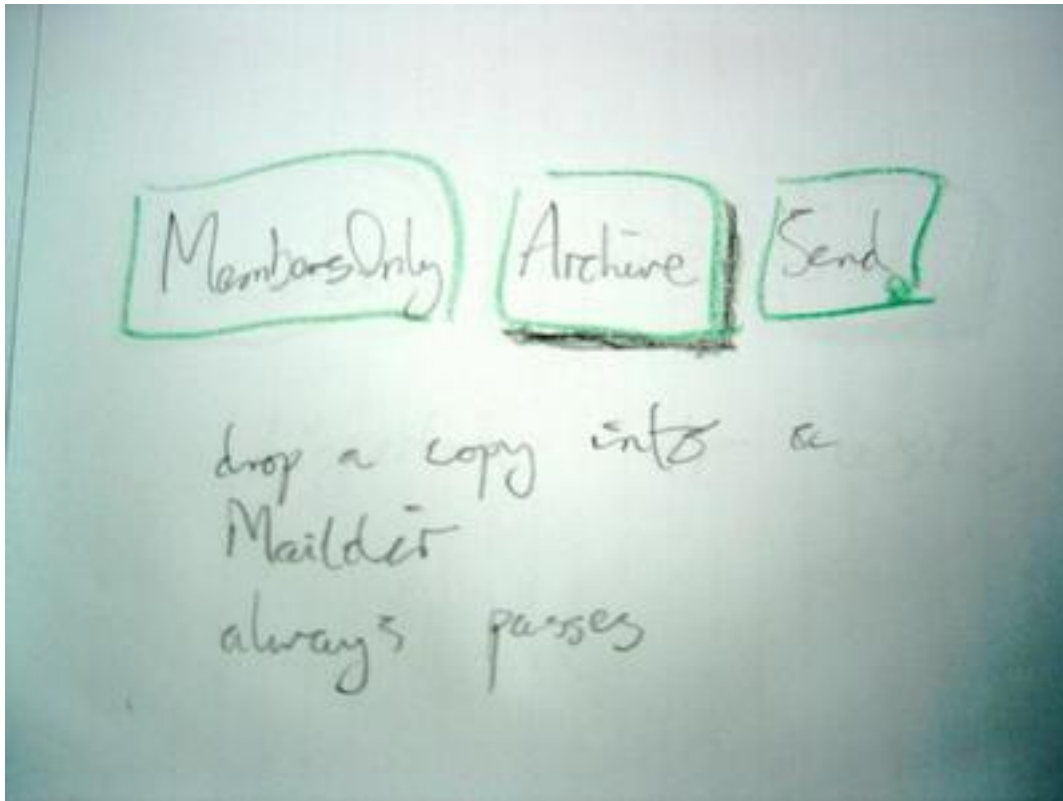 MembersOnly Archive Send
drop a copy into a
Maildir
always passes